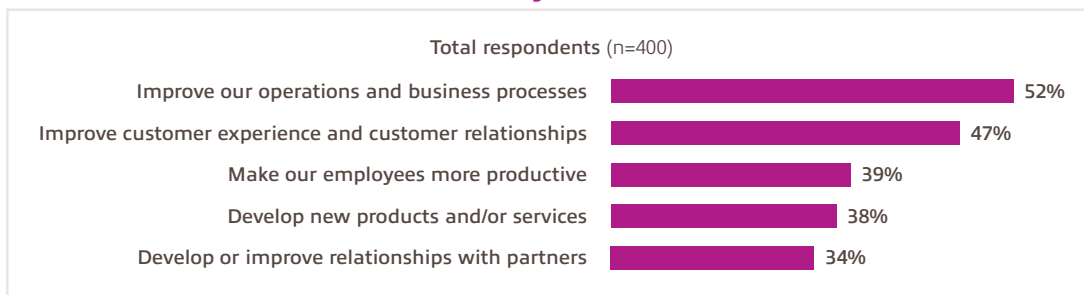 Total respondents (n=400)
Improve our operations and business processes 52%
Improve customer experience and customer relationships 47%
Make our employees more productive 39%
Develop new products and/or services 38%
Develop or improve relationships with partners 34%